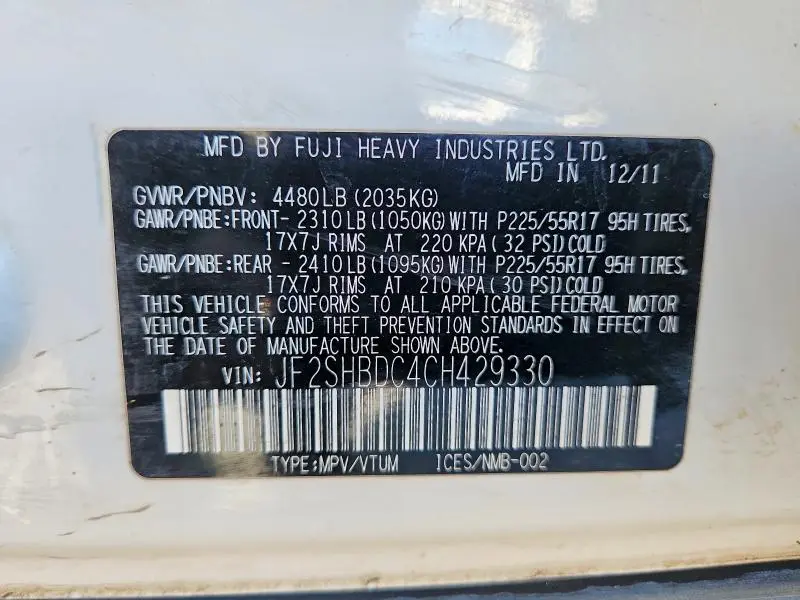 MFD BY FUJI HEAVY INDUSTRIES LTD.
MFD IN 12/11
GVWR/PNBV: 4480LB(2035KG)
GAWR/PNBE:FRONT- 2310LB(1050KG)WITH P225/55R17 95H TIRES,
17X7J RIMS AT 220 KPA(32 PSI)COLD
GAWR/PNBE:REAR - 2410LB(1095KG)WITH P225/55R17 95H TIRES,
17X7J RIMS AT 210 KPA(30 PSI)COLD
THIS VEHICLE CONFORMS TO ALL APPLICABLE FEDERAL MOTOR
VEHICLE SAFETY AND THEFT PREVENTION STANDARDS IN EFFECT ON
THE DATE OF MANUFACTURE SHOWN ABOVE.
VIN: JF2SHBDC4CH429330
TYPE:MPV/VTUM ICES/NMB-002